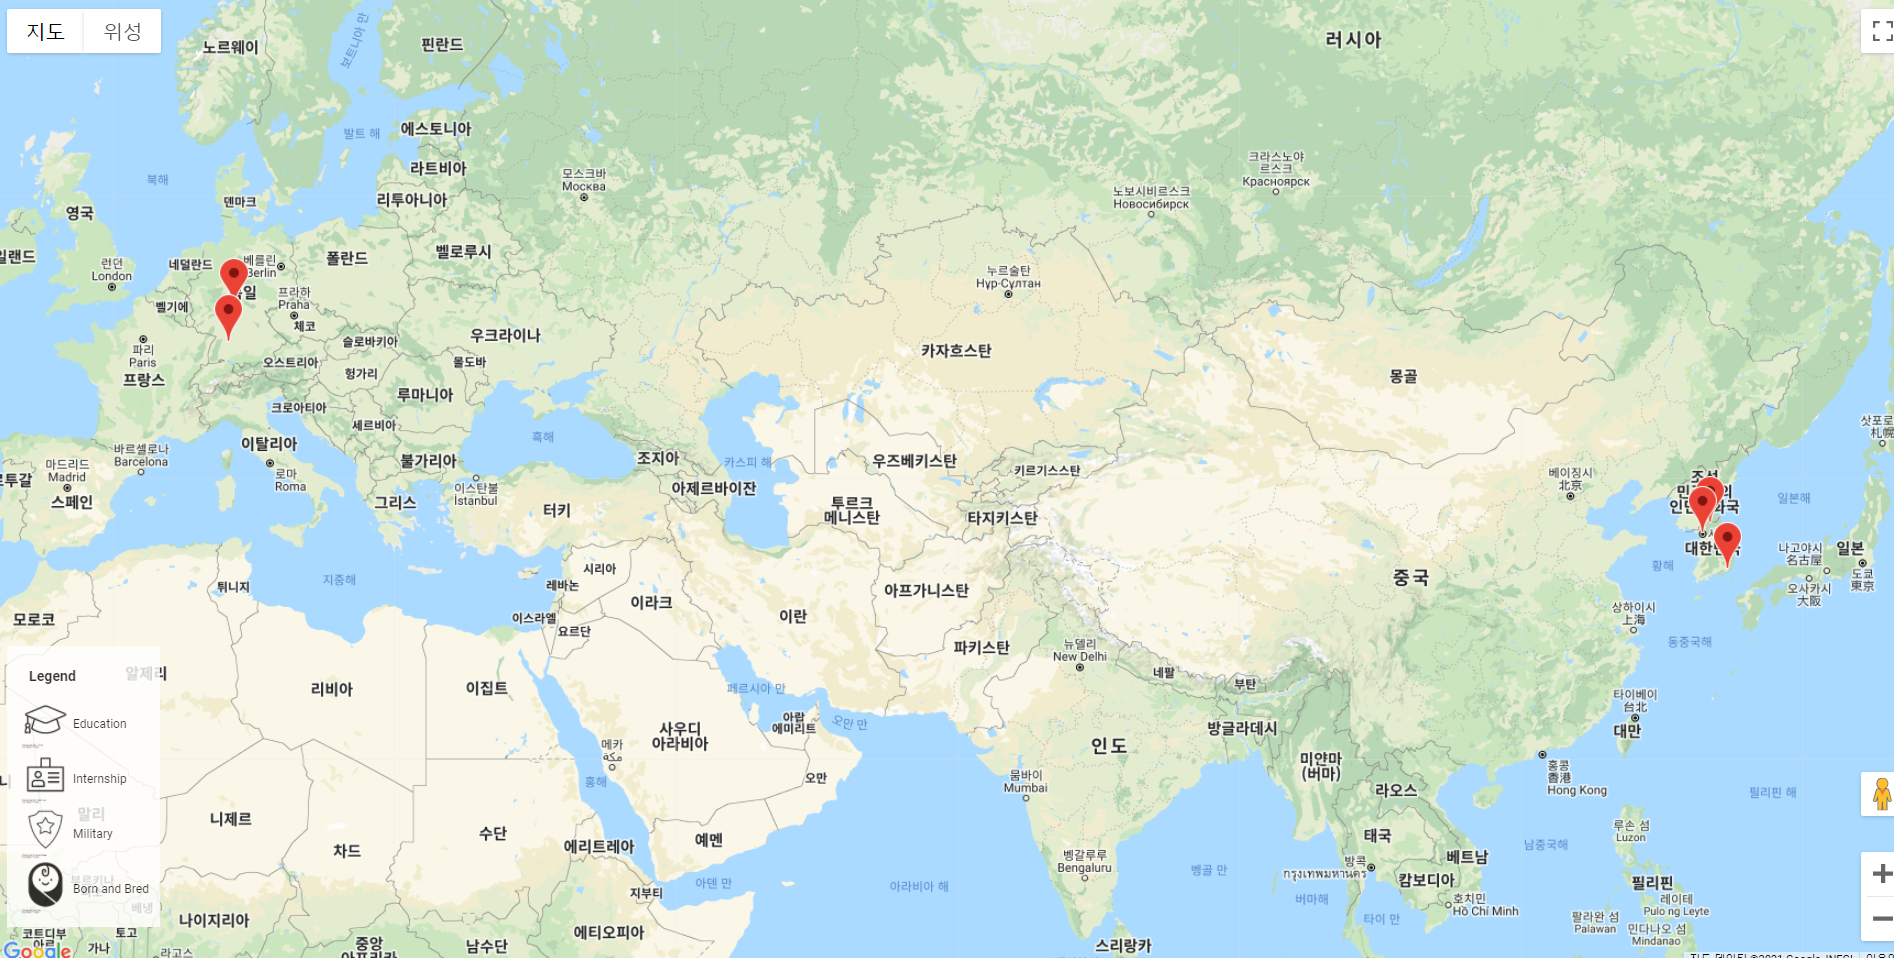 지도
위성
노르웨이
핀란드
보트니아 만
러시아
에스토니아
발트 해
라트비아
크라스노야
르스크
Красноярск
모스크바
Москва
북해
노보시비르스크
Новосибирск
덴마크
리투아니아
영국
벨로루시
일랜드
런던
London
네덜란드
베를린
Berlin
폴란드
누르술탄
Нұр-Сұлтан
벨기에
프라하
Praha
체코
우크라이나
슬로바키아
파리
Paris
오스트리아
몰도바
카자흐스탄
프랑스
헝가리
몽골
루마니아
크로아티아
세르비아
삿포로
札幌
흑해
이탈리아
바르셀로나
Barcelona
불가리아
조지아
카스피 해
우즈베키스탄
키르기스스탄
마드리드
Madrid
로마
Roma
베이징시
北京
조선
스페인
이스탄불
İstanbul
아제르바이잔
그리스
터키
투르크
메니스탄
타지키스탄
일본해
나고야시
名古屋
일본
황해
중국
시리아
튀니지
지중해
레바논
아프가니스탄
도쿄
東京
오사카시
大阪
이라크
이란
상하이시
上海
모로코
이스라엘
요르단
파키스탄
뉴델리
New Delhi
동중국해
네팔
부탄
알제리
리비아
이집트
페르시아 만
타이베이
台北
아랍
에미리트
오만 만
사우디
아라비아
방글라데시
대만
인도
메카
مكة
미얀마
(버마)
홍해
오만
뭄바이
Mumbai
홍콩
香港
Hong Kong
라오스
필리핀 해
말리
니제르
수단
에리트레아
예멘
태국
루손 섬
Luzon
차드
벵갈루루
Bengaluru
방콕
กรุงเทพมหานคร
베트남
남중국해
벵골 만
캄보디아
필리핀
아덴 만
아라비아 해
지부티
버마해
호치민
Hồ Chí Minh
레이테
Pulo ng Leyte
베냉
타이 만
팔라완 섬
Palawan
민다나오 섬
Mindanao
나이지리아
에티오피아
토고
가나
코트디부
중앙
남수단
스리랑카
라고스
Legend
Education
Internship
Military
Born and Bred
Google